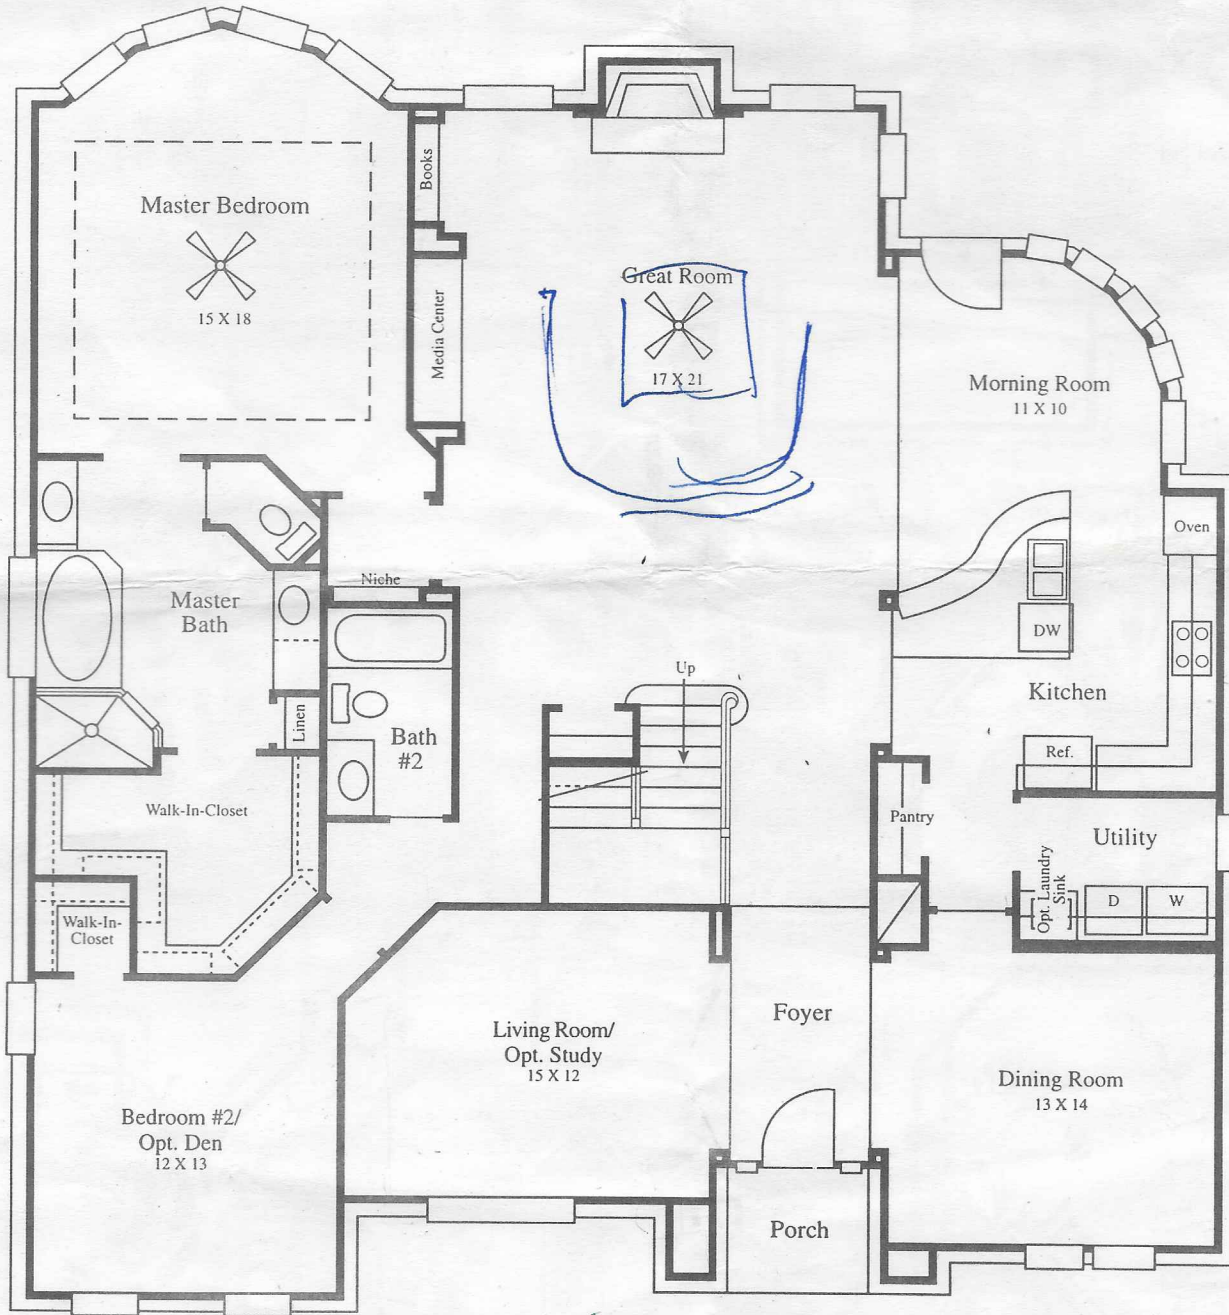 Master Bedroom
15 X 18
Books
Media Center
Great Room
17 X 21
Morning Room
11 X 10
Oven
Niche
Master
Bath
DW
Up
Kitchen
Linen
Bath
#2
Ref.
Walk-In-Closet
Pantry
Utility
Opt. Laundry
Sink
D
W
Walk-In-
Closet
Foyer
Living Room/
Opt. Study
15 X 12
Dining Room
13 X 14
Bedroom #2/
Opt. Den
12 X 13
Porch